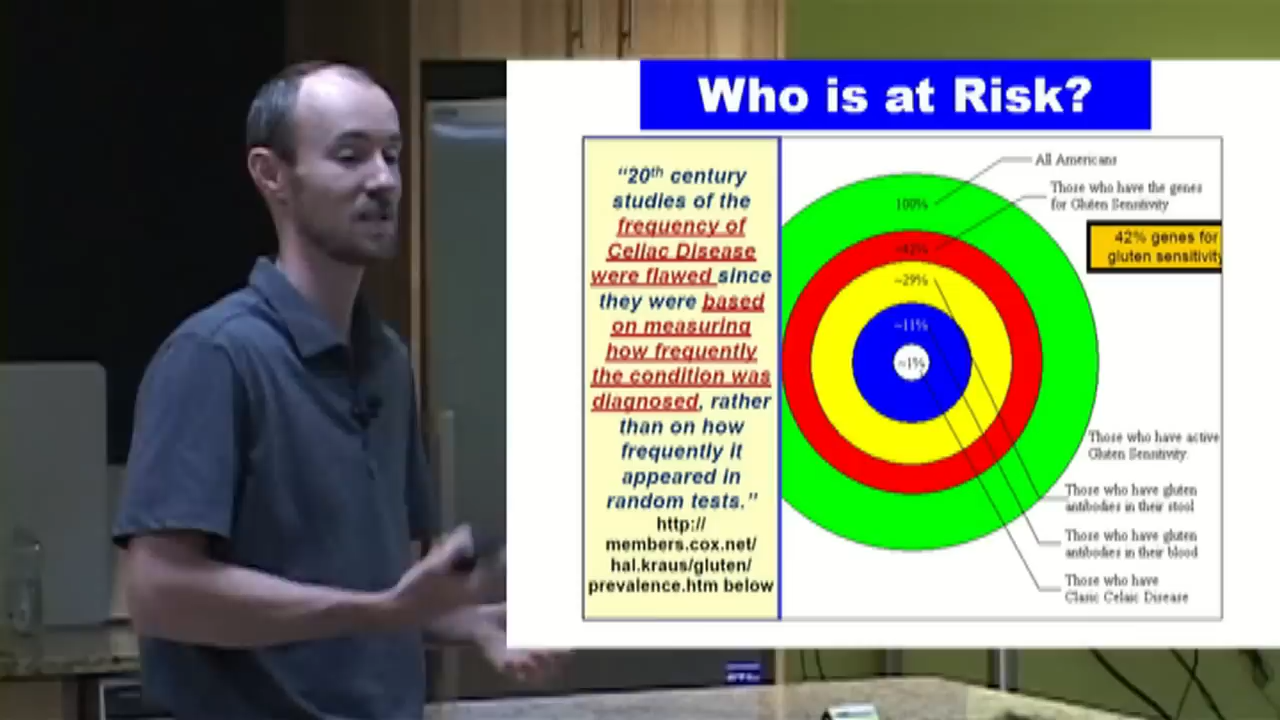 Who is at Risk?
“20th century
studies of the
frequency of
Celiac Disease
were flawed since
they were based
on measuring
how frequently
the condition was
diagnosed, rather
than on how
frequently it
appeared in
random tests.”
http://
members.cox.net/
hal.kraus/gluten/
prevalence.htm below
All Americans
Those who have the genes
for Gluten Sensitivity
42% genes for
gluten sensitivity
100%
~42%
~29%
~11%
~1%
Those who have active
Gluten Sensitivity.
Those who have gluten
antibodies in their stool
Those who have gluten
antibodies in their blood
Those who have
Clasic Celaic Disease